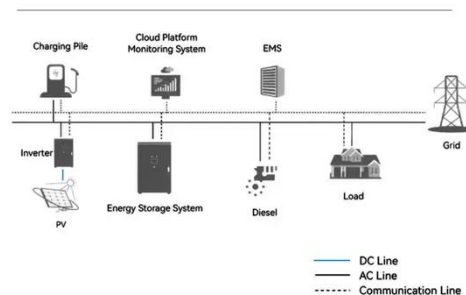 Charging Pile
Cloud Platform
Monitoring System
EMS
Grid
Inverter
PV
Energy Storage System
Diesel
Load
DC Line
AC Line
Communication Line